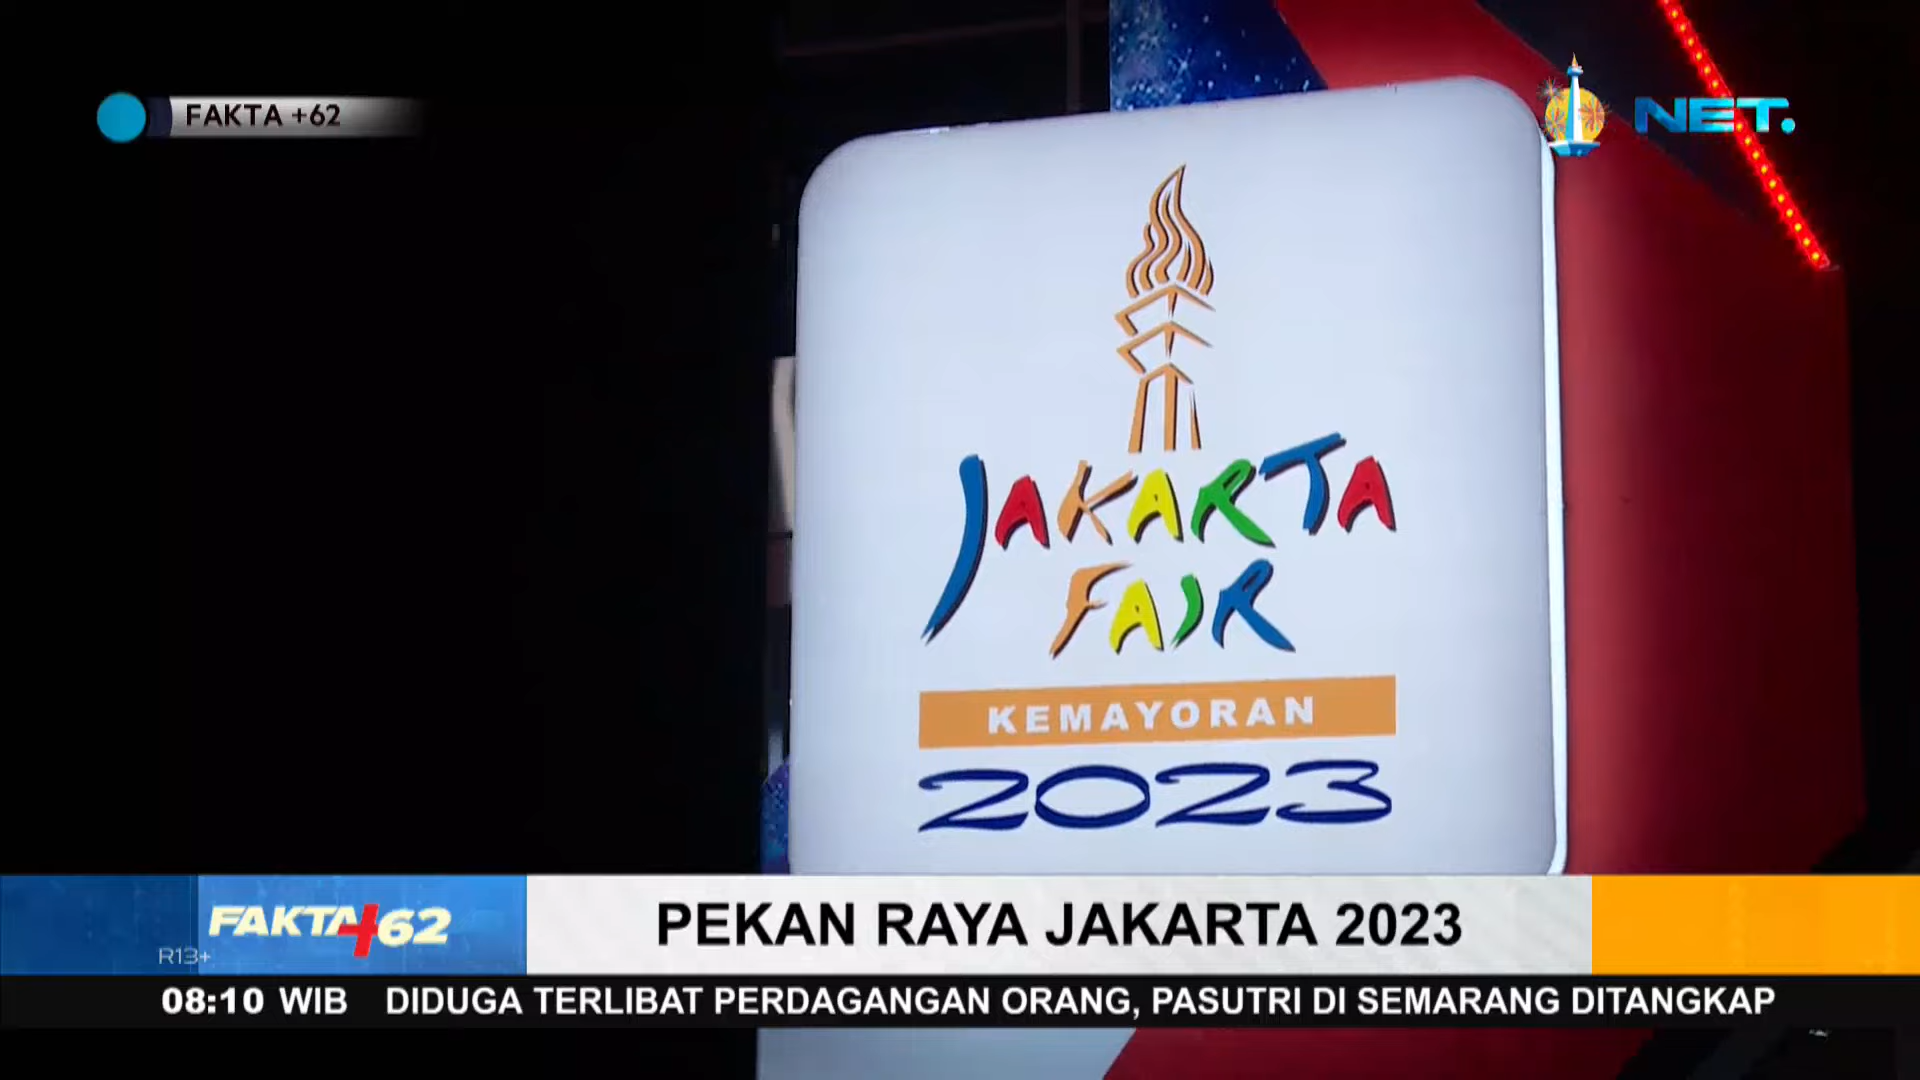 FAKTA +62
NET.
JAKARTA
FAIR
KEMAYORAN
2023
FAKTA+62
R13+
PEKAN RAYA JAKARTA 2023
08:10 WIB DIDUGA TERLIBAT PERDAGANGAN ORANG, PASUTRI DI SEMARANG DITANGKAP